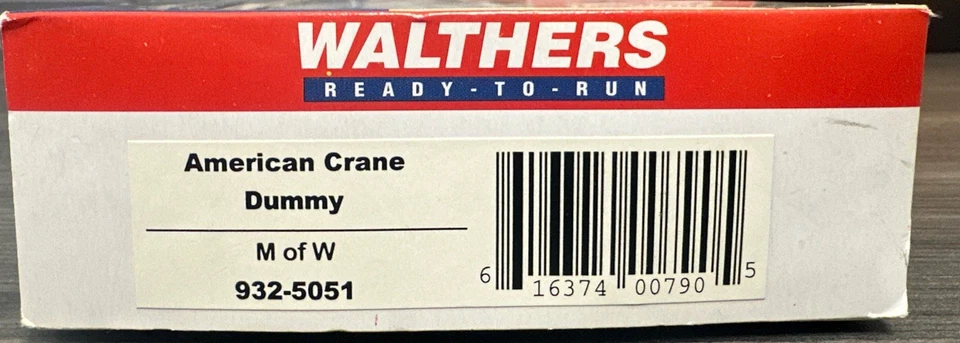 WALTHERS
READY-TO-RUN
American Crane
Dummy
M of W
932-5051
6 16374 00790 5